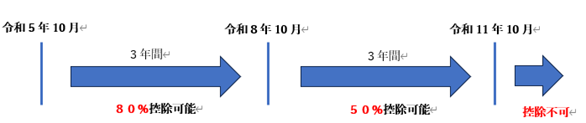 令和5年10月↵
令和8年10月↵
令和11年10月↵
3年間↵
3年間↵
80%控除可能↵
50%控除可能↵
控除不可↵